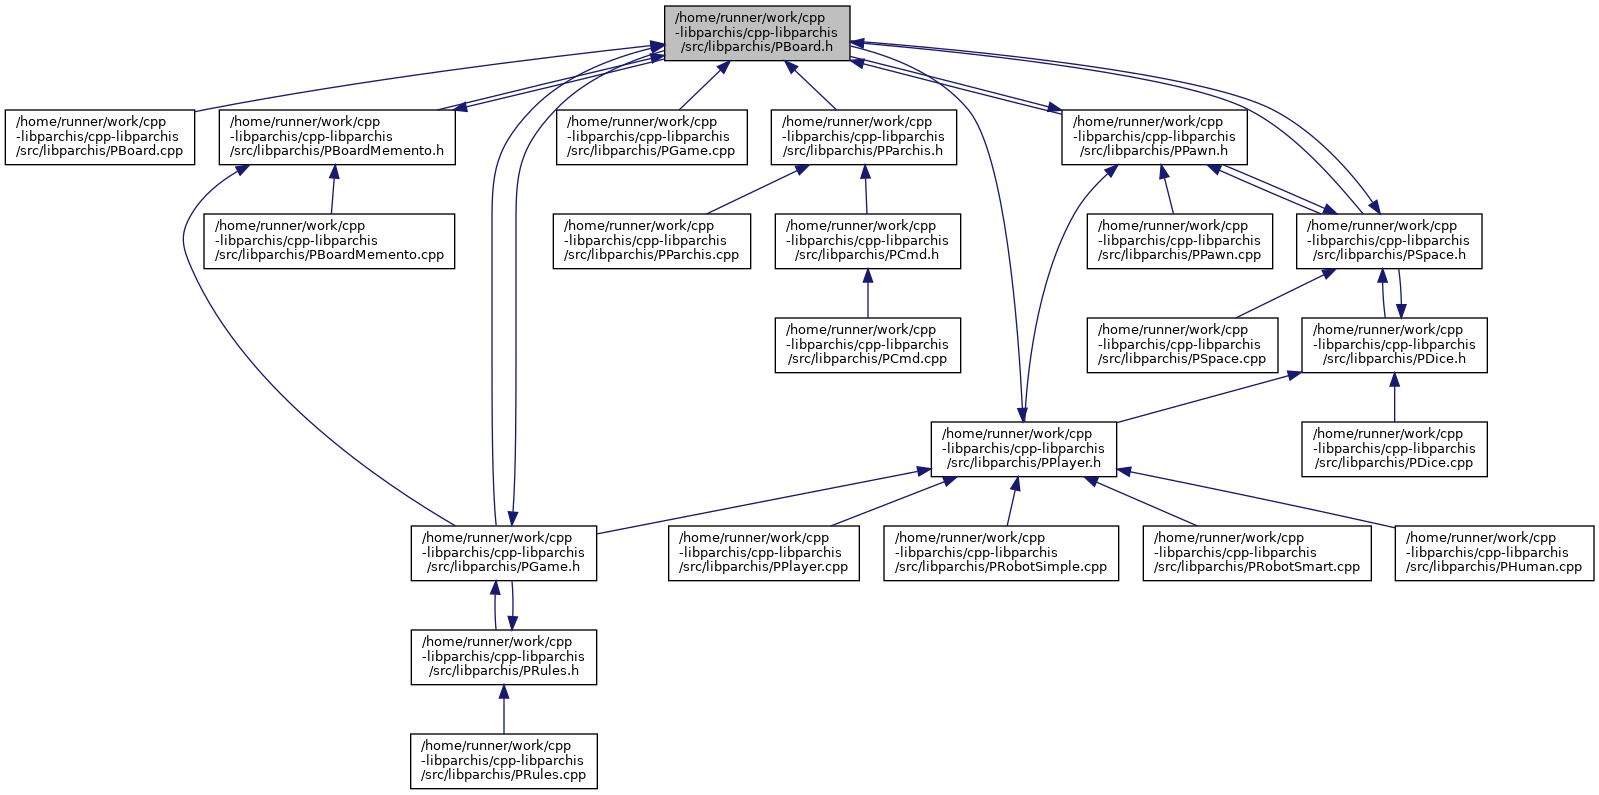 /home/runner/work/cpp
-libparchis/cpp-libparchis
/src/libparchis/PBoard.h
/home/runner/work/cpp
-libparchis/cpp-libparchis
/src/libparchis/PBoard.cpp
/home/runner/work/cpp
-libparchis/cpp-libparchis
/src/libparchis/PBoardMemento.h
/home/runner/work/cpp
-libparchis/cpp-libparchis
/src/libparchis/PGame.cpp
/home/runner/work/cpp
-libparchis/cpp-libparchis
/src/libparchis/PParchis.h
/home/runner/work/cpp
-libparchis/cpp-libparchis
/src/libparchis/PPawn.h
/home/runner/work/cpp
-libparchis/cpp-libparchis
/src/libparchis/PBoardMemento.cpp
/home/runner/work/cpp
-libparchis/cpp-libparchis
/src/libparchis/PParchis.cpp
/home/runner/work/cpp
-libparchis/cpp-libparchis
/src/libparchis/PCmd.h
/home/runner/work/cpp
-libparchis/cpp-libparchis
/src/libparchis/PPawn.cpp
/home/runner/work/cpp
-libparchis/cpp-libparchis
/src/libparchis/PSpace.h
/home/runner/work/cpp
-libparchis/cpp-libparchis
/src/libparchis/PCmd.cpp
/home/runner/work/cpp
-libparchis/cpp-libparchis
/src/libparchis/PSpace.cpp
/home/runner/work/cpp
-libparchis/cpp-libparchis
/src/libparchis/PDice.h
/home/runner/work/cpp
-libparchis/cpp-libparchis
/src/libparchis/PPlayer.h
/home/runner/work/cpp
-libparchis/cpp-libparchis
/src/libparchis/PDice.cpp
/home/runner/work/cpp
-libparchis/cpp-libparchis
/src/libparchis/PGame.h
/home/runner/work/cpp
-libparchis/cpp-libparchis
/src/libparchis/PPlayer.cpp
/home/runner/work/cpp
-libparchis/cpp-libparchis
/src/libparchis/PRobotSimple.cpp
/home/runner/work/cpp
-libparchis/cpp-libparchis
/src/libparchis/PRobotSmart.cpp
/home/runner/work/cpp
-libparchis/cpp-libparchis
/src/libparchis/PHuman.cpp
/home/runner/work/cpp
-libparchis/cpp-libparchis
/src/libparchis/PRules.h
/home/runner/work/cpp
-libparchis/cpp-libparchis
/src/libparchis/PRules.cpp